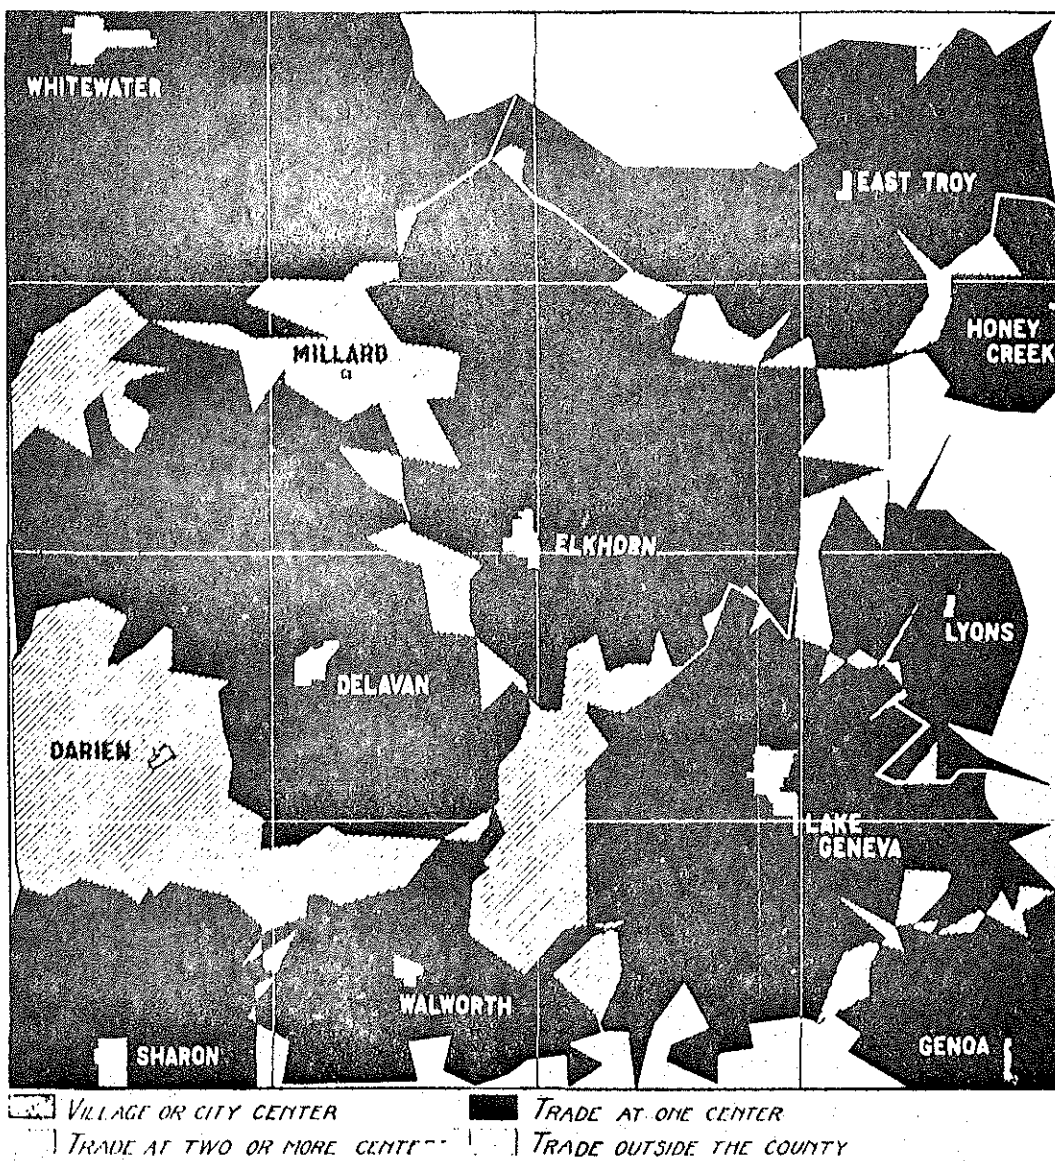 WHITEWATER
EAST TROY
HONEY
CREEK
MILLARD
ELKHORN
LYONS
DELAVAN
DARIEN
LAKE
GENEVA
WALWORTH
SHARON
GENOA
VILLAGE OR CITY CENTER
TRADE AT ONE CENTER
TRADE AT TWO OR MORE
TRADE OUTSIDE THE COUNTY